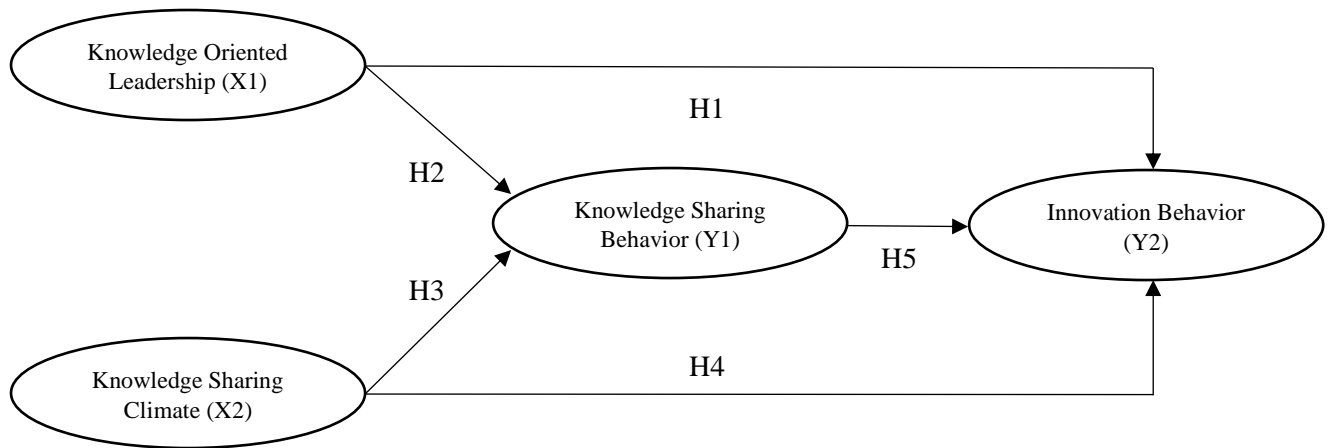 Knowledge Oriented
Leadership (X1)
H1
H2
Knowledge Sharing
Behavior (Y1)
Innovation Behavior
(Y2)
H5
H3
H4
Knowledge Sharing
Climate (X2)